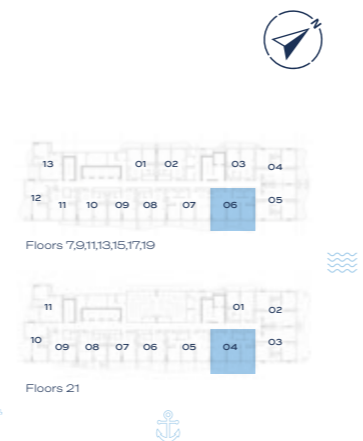 N
13 01 02 03 04
12 11 10 09 08 07 06 05
Floors 7,9,11,13,15,17,19
11 01 02
10 09 08 07 06 05 04 03
Floors 21